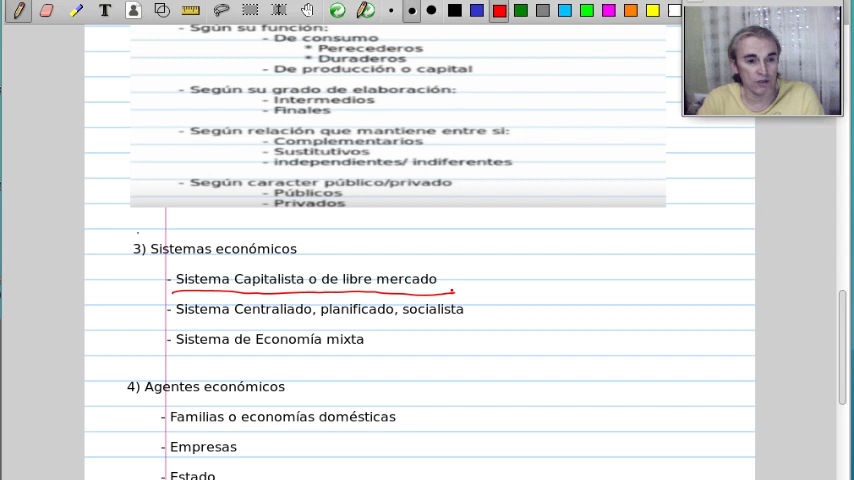 - Sgún su función:
- De consumo
* Perecederos
* Duraderos
- De producción o capital
- Según su grado de elaboración:
- Intermedios
- Finales
- Según relación que mantiene entre si:
- Complementarios
- Sustitutivos
- independientes/ indiferentes
- Según caracter público/privado
- Públicos
- Privados
3) Sistemas económicos
- Sistema Capitalista o de libre mercado
- Sistema Centraliado, planificado, socialista
- Sistema de Economía mixta
4) Agentes económicos
- Familias o economías domésticas
- Empresas
- Estado